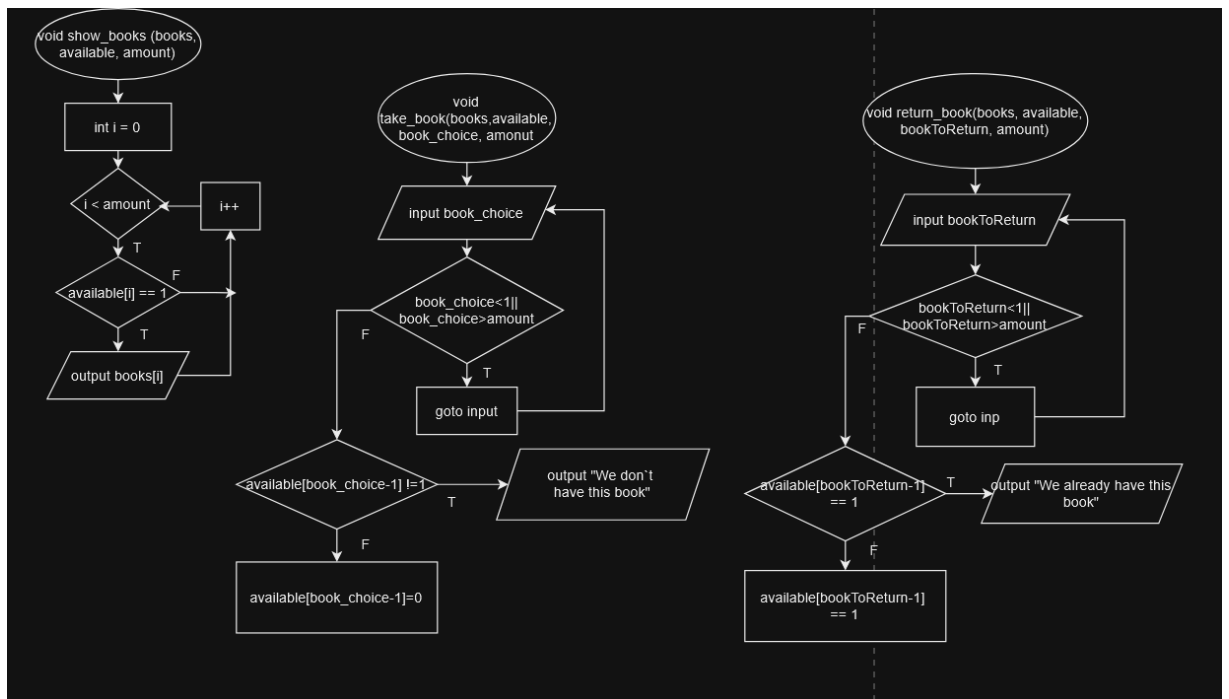 void show_books (books,
available, amount)
int i = 0
i < amount
i++
T
available[i] == 1
F
T
output books[i]
void
take_book(books,available,
book_choice, amonut
input book_choice
book_choice<1||
book_choice>amount
F
T
goto input
available[book_choice-1] !=1
T
output "We don`t
have this book"
F
available[book_choice-1]=0
void return_book(books, available,
bookToReturn, amount)
input bookToReturn
bookToReturn<1||
bookToReturn>amount
F
T
goto inp
available[bookToReturn-1]
== 1
T
output "We already have this
book"
F
available[bookToReturn-1]
== 1